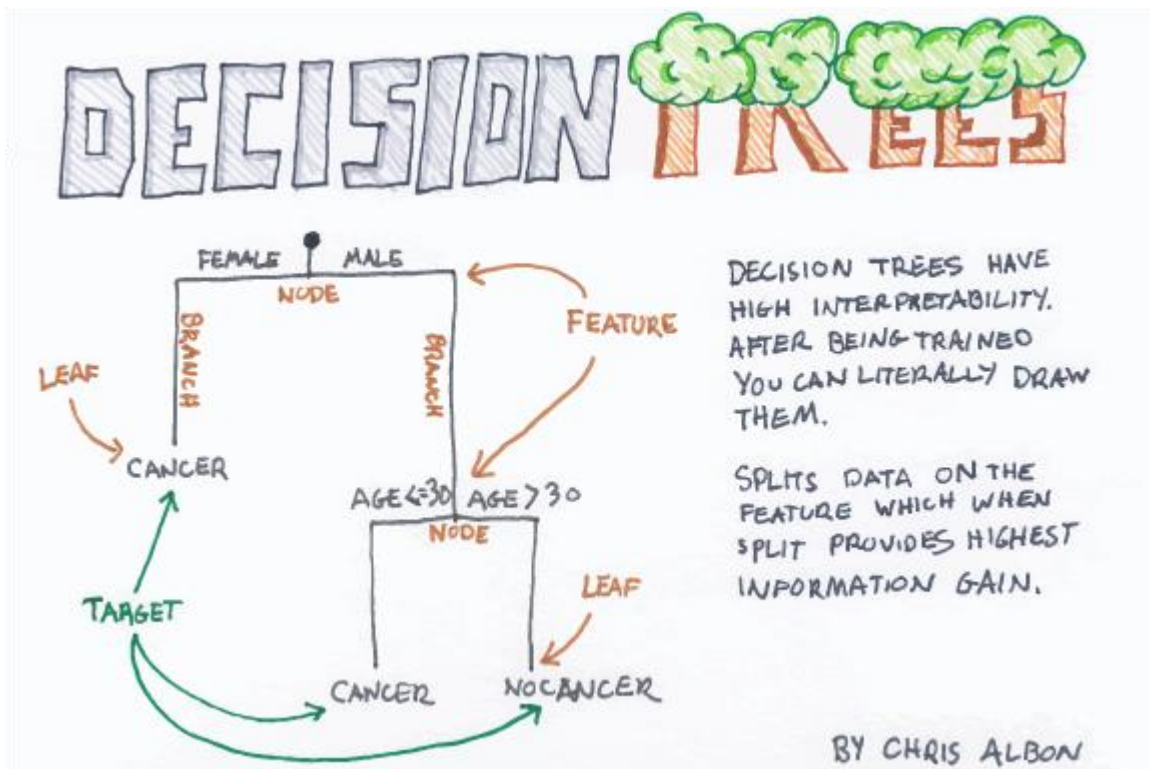 DECISION TREES
FEMALE MALE
NODE
BRANCH
BRANCH
FEATURE
LEAF
CANCER
AGE <=30 AGE >30
NODE
LEAF
TARGET
CANCER
NO CANCER
DECISION TREES HAVE
HIGH INTERPRETABILITY.
AFTER BEING TRAINED
YOU CAN LITERALLY DRAW
THEM.
SPLITS DATA ON THE
FEATURE WHICH WHEN
SPLIT PROVIDES HIGHEST
INFORMATION GAIN.
BY CHRIS ALBON